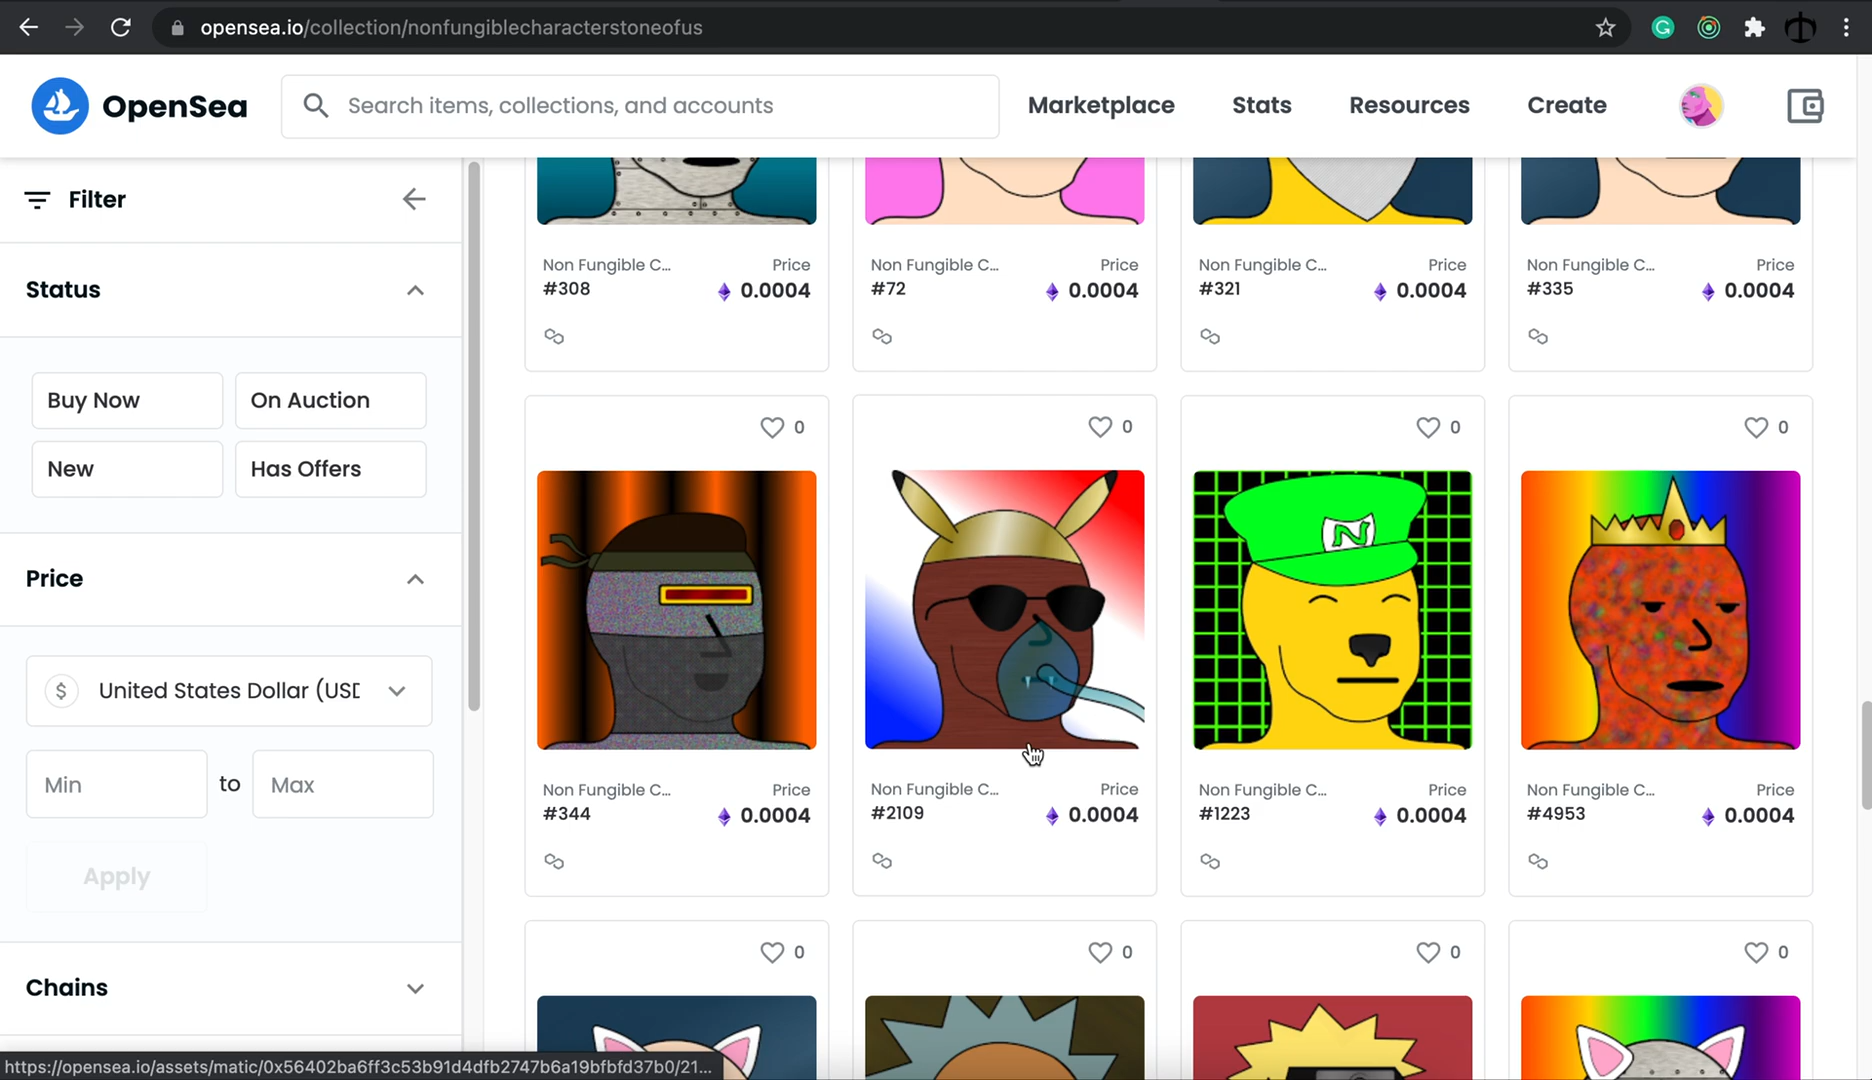 opensea.io/collection/nonfungiblecharacterstoneofus
OpenSea
Search items, collections, and accounts
Marketplace
Stats
Resources
Create
Filter
Status
Buy Now
On Auction
New
Has Offers
Price
$ United States Dollar (USD
Min to Max
Apply
Chains
Non Fungible C... Price
#308 0.0004
Non Fungible C... Price
#72 0.0004
Non Fungible C... Price
#321 0.0004
Non Fungible C... Price
#335 0.0004
0
0
0
0
N
Non Fungible C... Price
#344 0.0004
Non Fungible C... Price
#2109 0.0004
Non Fungible C... Price
#1223 0.0004
Non Fungible C... Price
#4953 0.0004
0
0
0
0
https://opensea.io/assets/matic/0x56402ba6ff3c53b91d4dfb2747b6a19bfbfd37b0/21...